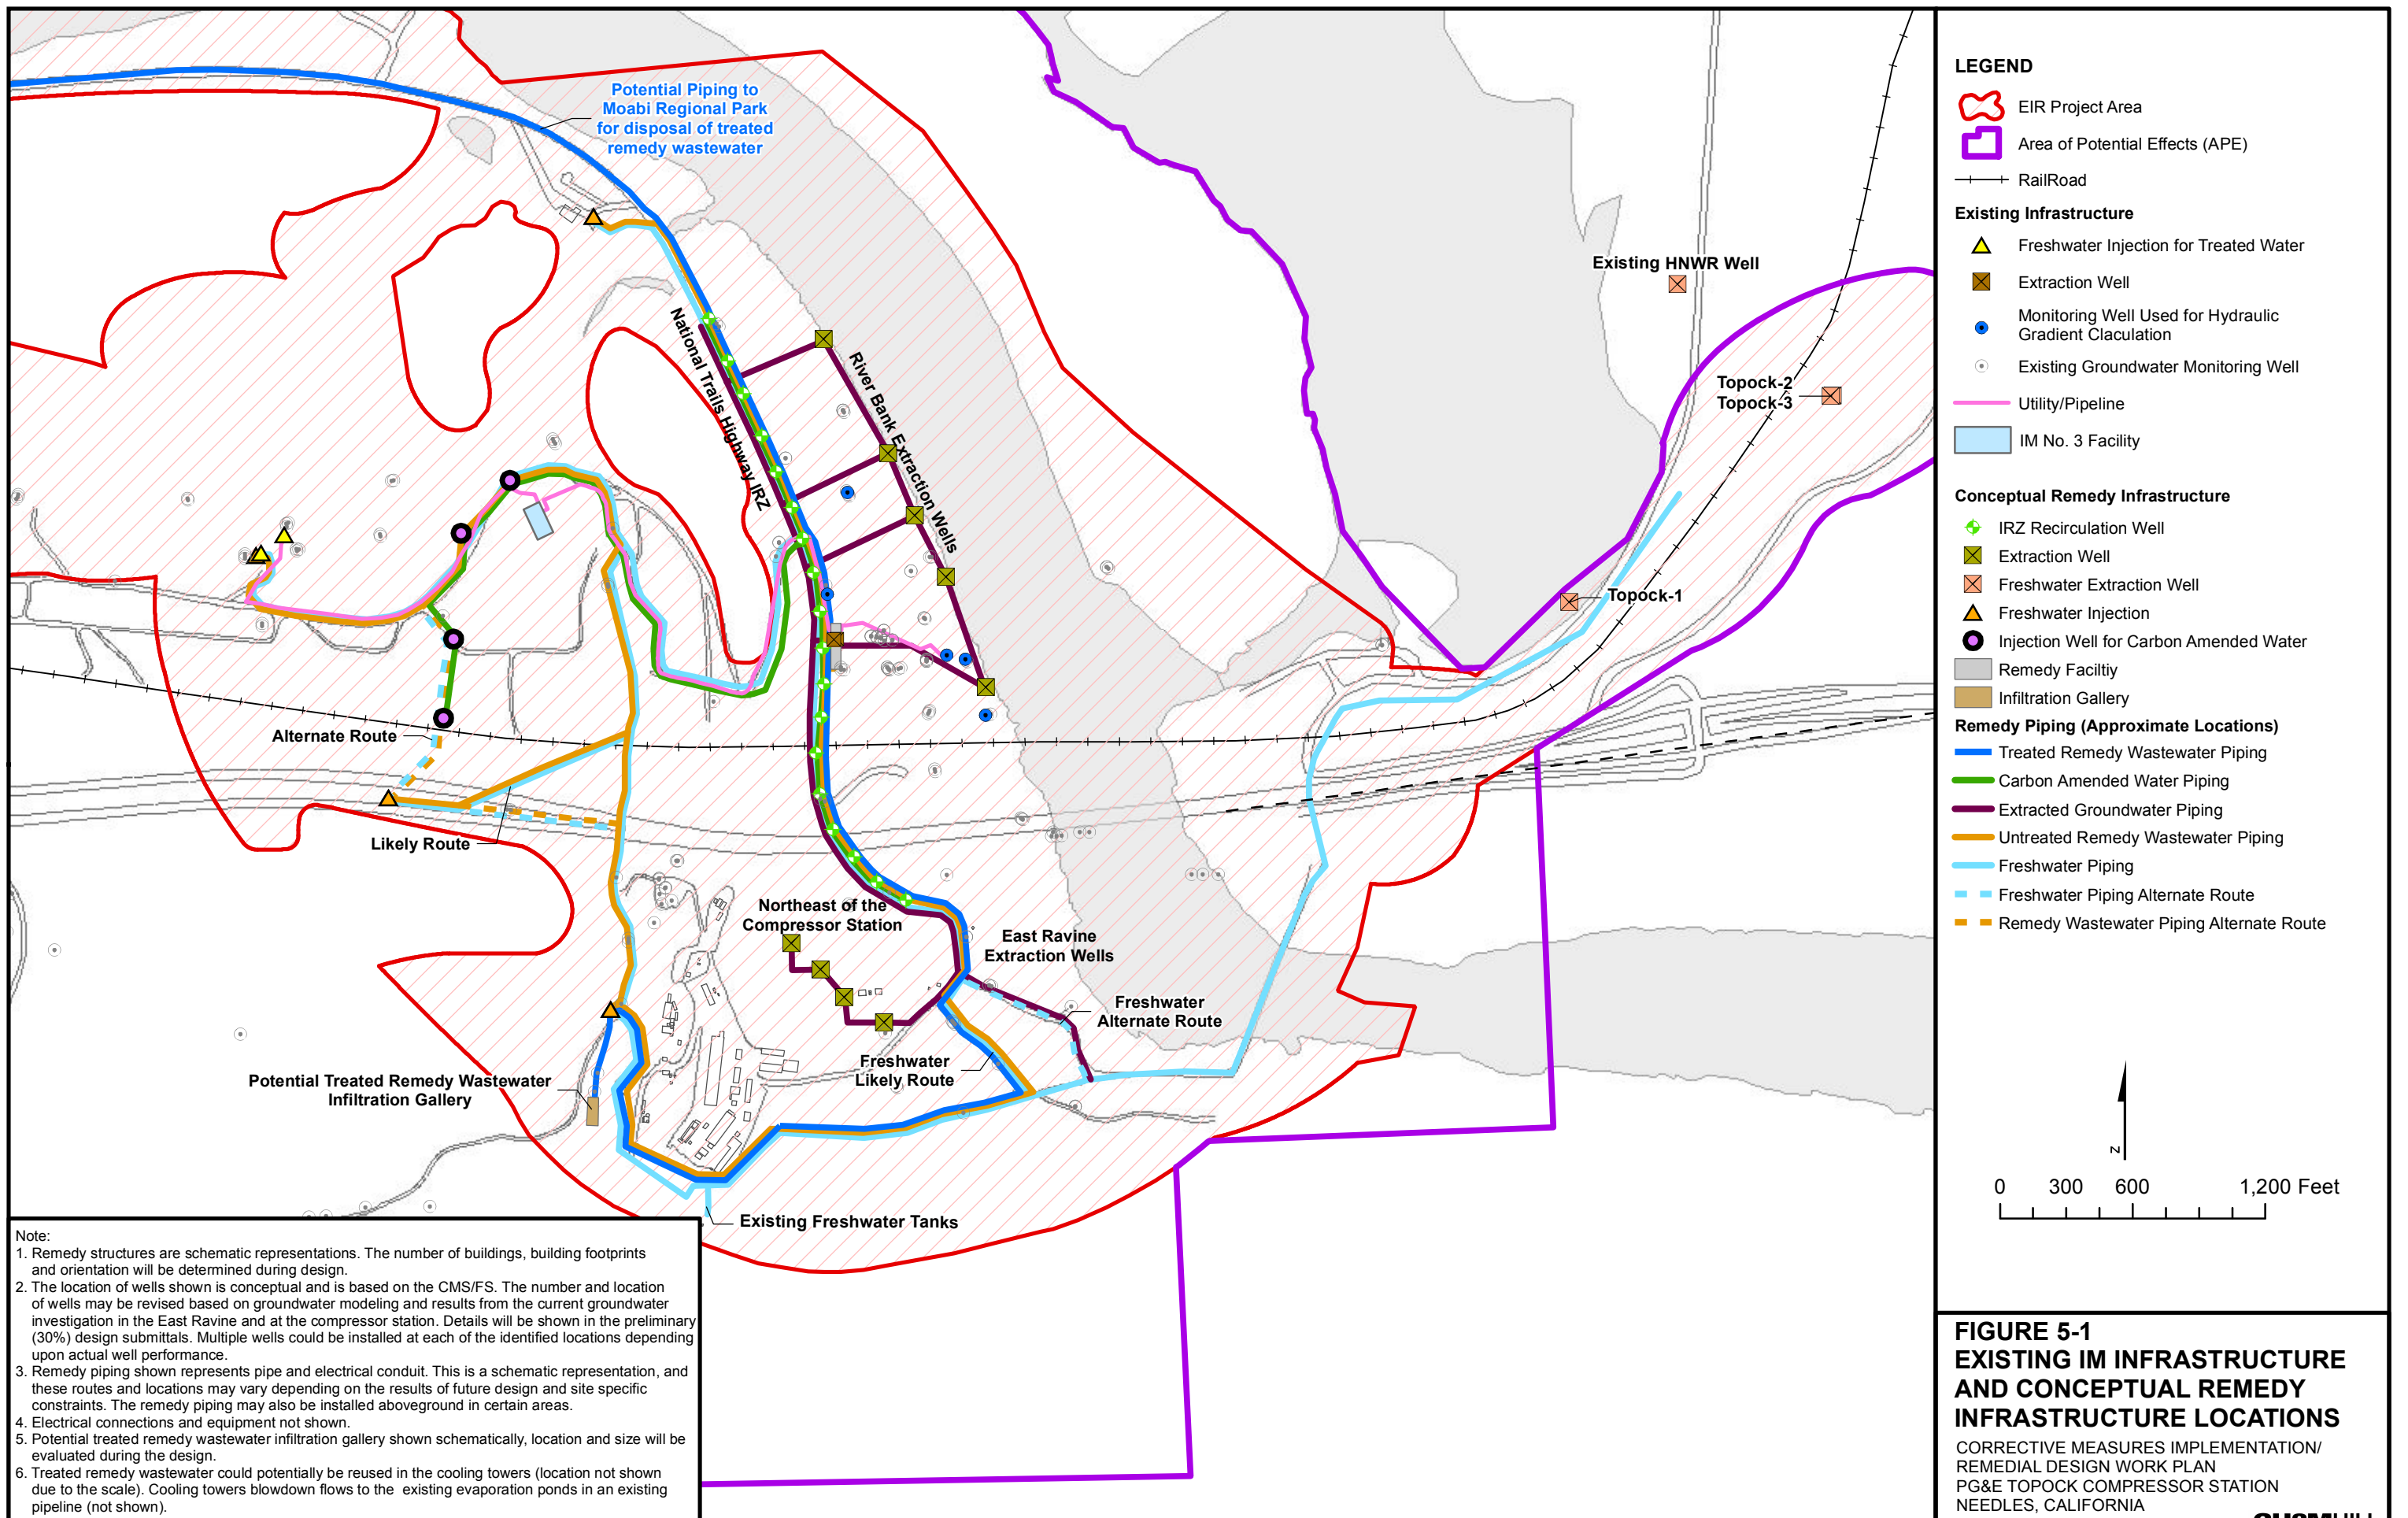 Potential Piping to
Moabi Regional Park
for disposal of treated
remedy wastewater
National Trails Highway IRZ
River Bank Extraction Wells
Existing HNWR Well
Topock-2
Topock-3
Topock-1
Alternate Route
Likely Route
Northeast of the
Compressor Station
East Ravine
Extraction Wells
Freshwater
Alternate Route
Freshwater
Likely Route
Potential Treated Remedy Wastewater
Infiltration Gallery
Existing Freshwater Tanks
Note:
1. Remedy structures are schematic representations. The number of buildings, building footprints
and orientation will be determined during design.
2. The location of wells shown is conceptual and is based on the CMS/FS. The number and location
of wells may be revised based on groundwater modeling and results from the current groundwater
investigation in the East Ravine and at the compressor station. Details will be shown in the preliminary
(30%) design submittals. Multiple wells could be installed at each of the identified locations depending
upon actual well performance.
3. Remedy piping shown represents pipe and electrical conduit. This is a schematic representation, and
these routes and locations may vary depending on the results of future design and site specific
constraints. The remedy piping may also be installed aboveground in certain areas.
4. Electrical connections and equipment not shown.
5. Potential treated remedy wastewater infiltration gallery shown schematically, location and size will be
evaluated during the design.
6. Treated remedy wastewater could potentially be reused in the cooling towers (location not shown
due to the scale). Cooling towers blowdown flows to the existing evaporation ponds in an existing
pipeline (not shown).
LEGEND
EIR Project Area
Area of Potential Effects (APE)
RailRoad
Existing Infrastructure
Freshwater Injection for Treated Water
Extraction Well
Monitoring Well Used for Hydraulic
Gradient Claculation
Existing Groundwater Monitoring Well
Utility/Pipeline
IM No. 3 Facility
Conceptual Remedy Infrastructure
IRZ Recirculation Well
Extraction Well
Freshwater Extraction Well
Freshwater Injection
Injection Well for Carbon Amended Water
Remedy Faciltiy
Infiltration Gallery
Remedy Piping (Approximate Locations)
Treated Remedy Wastewater Piping
Carbon Amended Water Piping
Extracted Groundwater Piping
Untreated Remedy Wastewater Piping
Freshwater Piping
Freshwater Piping Alternate Route
Remedy Wastewater Piping Alternate Route
N
0 300 600 1,200 Feet
FIGURE 5-1
EXISTING IM INFRASTRUCTURE
AND CONCEPTUAL REMEDY
INFRASTRUCTURE LOCATIONS
CORRECTIVE MEASURES IMPLEMENTATION/
REMEDIAL DESIGN WORK PLAN
PG&E TOPOCK COMPRESSOR STATION
NEEDLES, CALIFORNIA